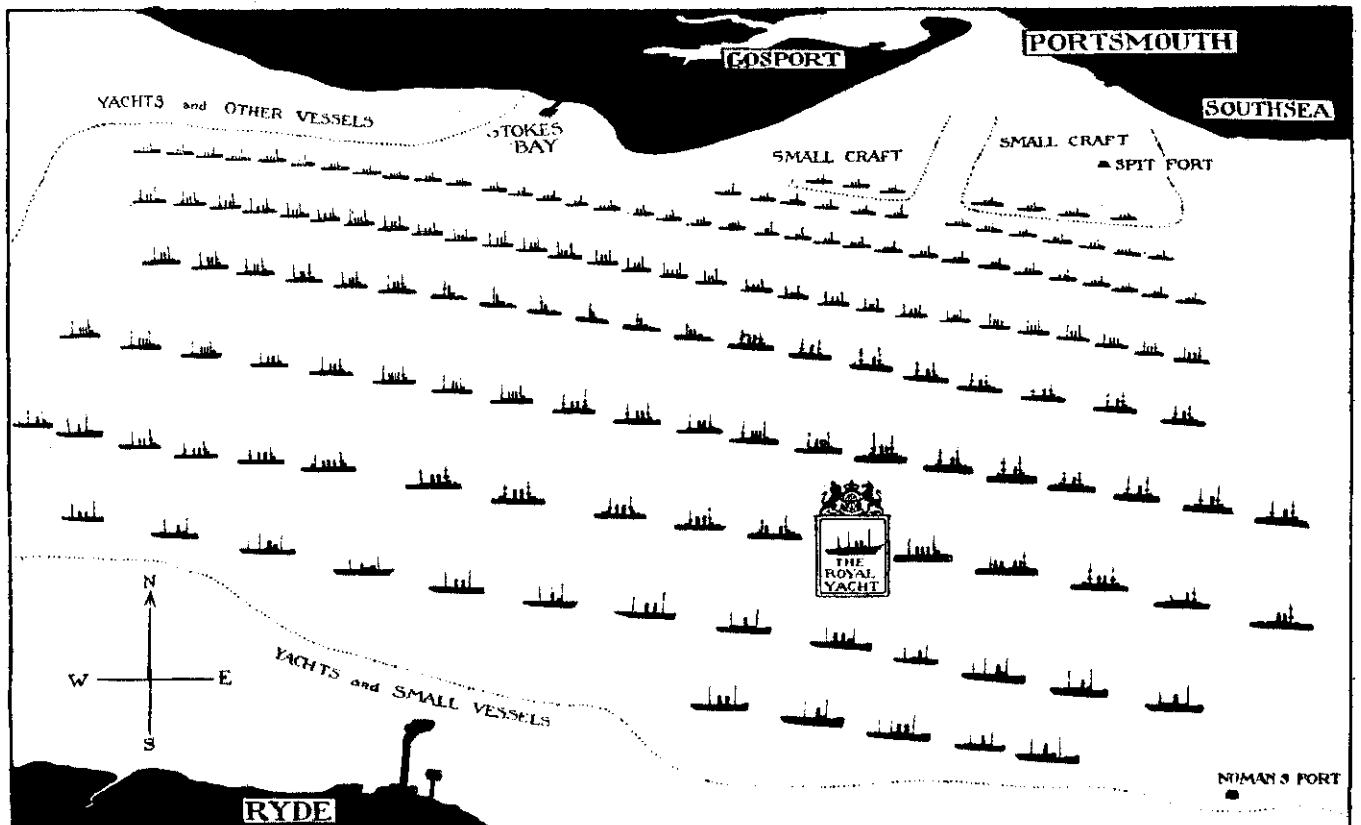 PORTSMOUTH
GOSPORT
SOUTHSEA
YACHTS and OTHER VESSELS
STOKES
BAY
SMALL CRAFT
SMALL CRAFT
SPIT FORT
THE
ROYAL
YACHT
N
W E
S
YACHTS and SMALL VESSELS
NOMANS FORT
RYDE